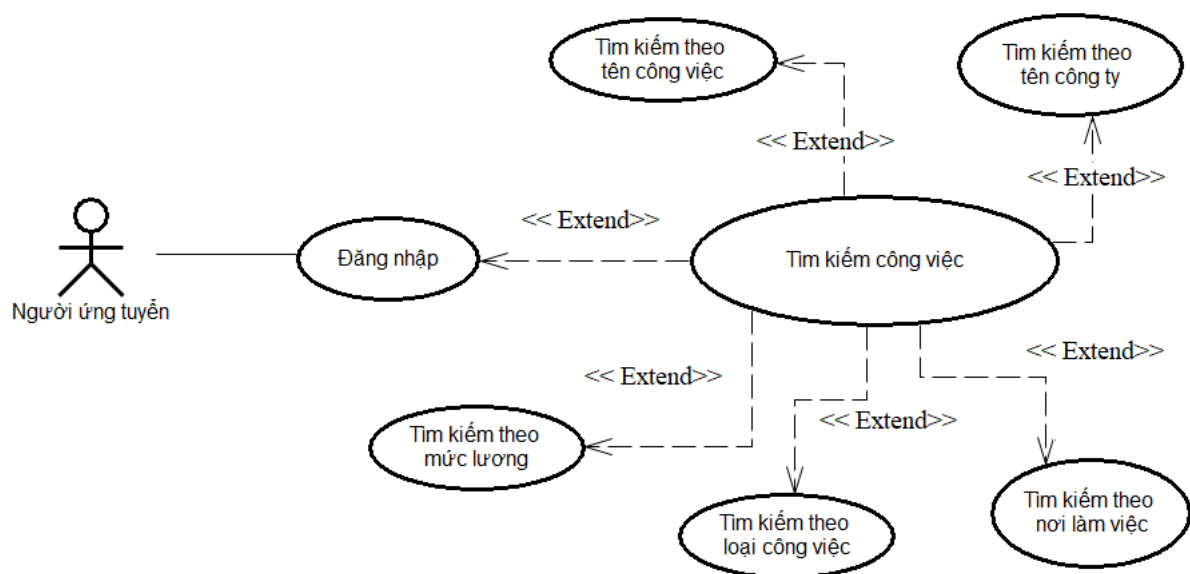 Tìm kiếm theo
tên công việc
Tìm kiếm theo
tên công ty
<< Extend>>
<< Extend>>
<< Extend>>
Đăng nhập
Tìm kiếm công việc
Người ứng tuyển
<< Extend>>
<< Extend>>
<< Extend>>
Tìm kiếm theo
mức lương
Tìm kiếm theo
loại công việc
Tìm kiếm theo
nơi làm việc